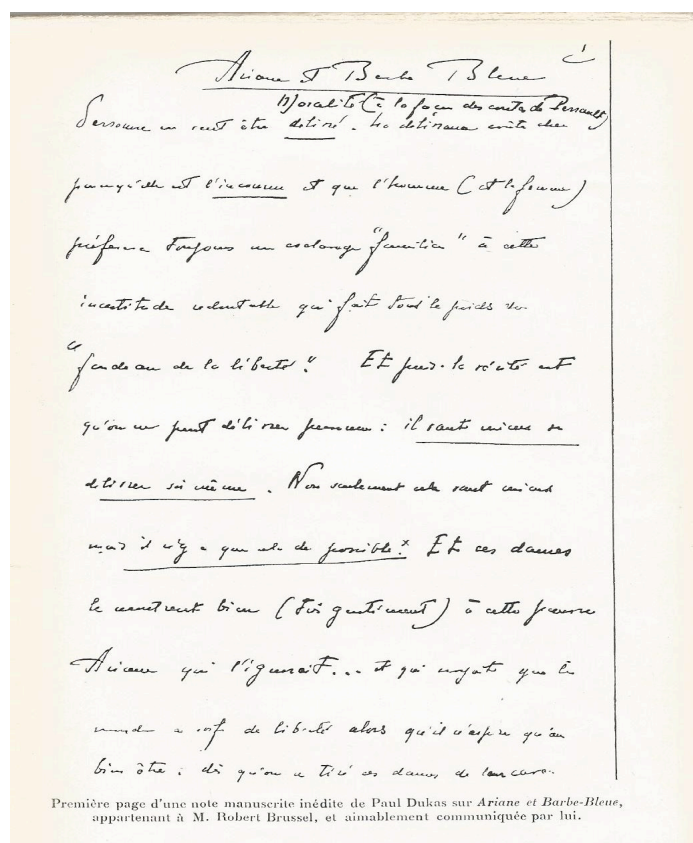 1
Ariane et Barbe Bleue
Moralité (à la façon des contes de Perrault)
Personne ne veut être délivré. La délivrance coûte cher
parce qu'elle est l'inconnu et que l'homme (et la femme)
préférera toujours un esclavage "familier" à cette
incertitude redoutable qui fait tout le poids du
"fardeau de la liberté". Et puis la vérité est
qu'on ne peut délivrer personne : il vaut mieux se
délivrer soi même. Non seulement cela vaut mieux
mais il n'y a que cela de possible. x Et ces dames
le montrent bien (très gentiment) à cette pauvre
Ariane qui l'ignorait... et qui croyait que le
monde a soif de liberté alors qu'il n'aspire qu'au
bien être : dès qu'on a tiré ces dames de leur cave
Première page d'une note manuscrite inédite de Paul Dukas sur Ariane et Barbe-Bleue,
appartenant à M. Robert Brussel, et aimablement communiquée par lui.